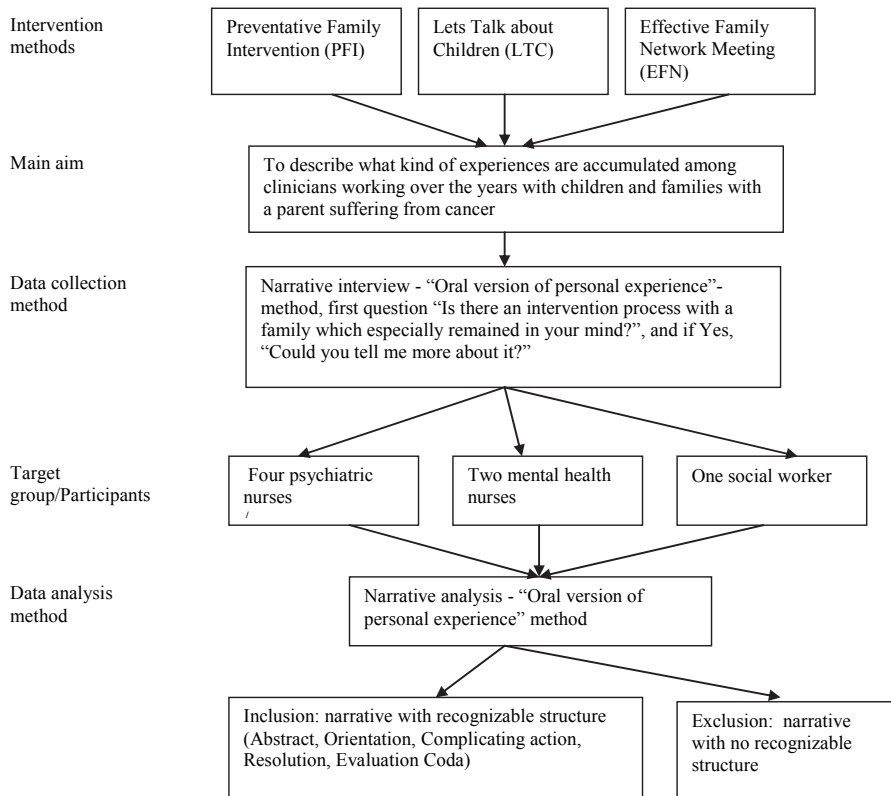 Intervention
methods
Preventative Family
Intervention (PFI)
Lets Talk about
Children (LTC)
Effective Family
Network Meeting
(EFN)
Main aim
To describe what kind of experiences are accumulated among
clinicians working over the years with children and families with
a parent suffering from cancer
Data collection
method
Narrative interview - “Oral version of personal experience”-
method, first question “Is there an intervention process with a
family which especially remained in your mind?”, and if Yes,
“Could you tell me more about it?”
Target
group/Participants
Four psychiatric
nurses
/
Two mental health
nurses
One social worker
Data analysis
method
Narrative analysis - “Oral version of
personal experience” method
Inclusion: narrative with recognizable structure
(Abstract, Orientation, Complicating action,
Resolution, Evaluation Coda)
Exclusion: narrative
with no recognizable
structure